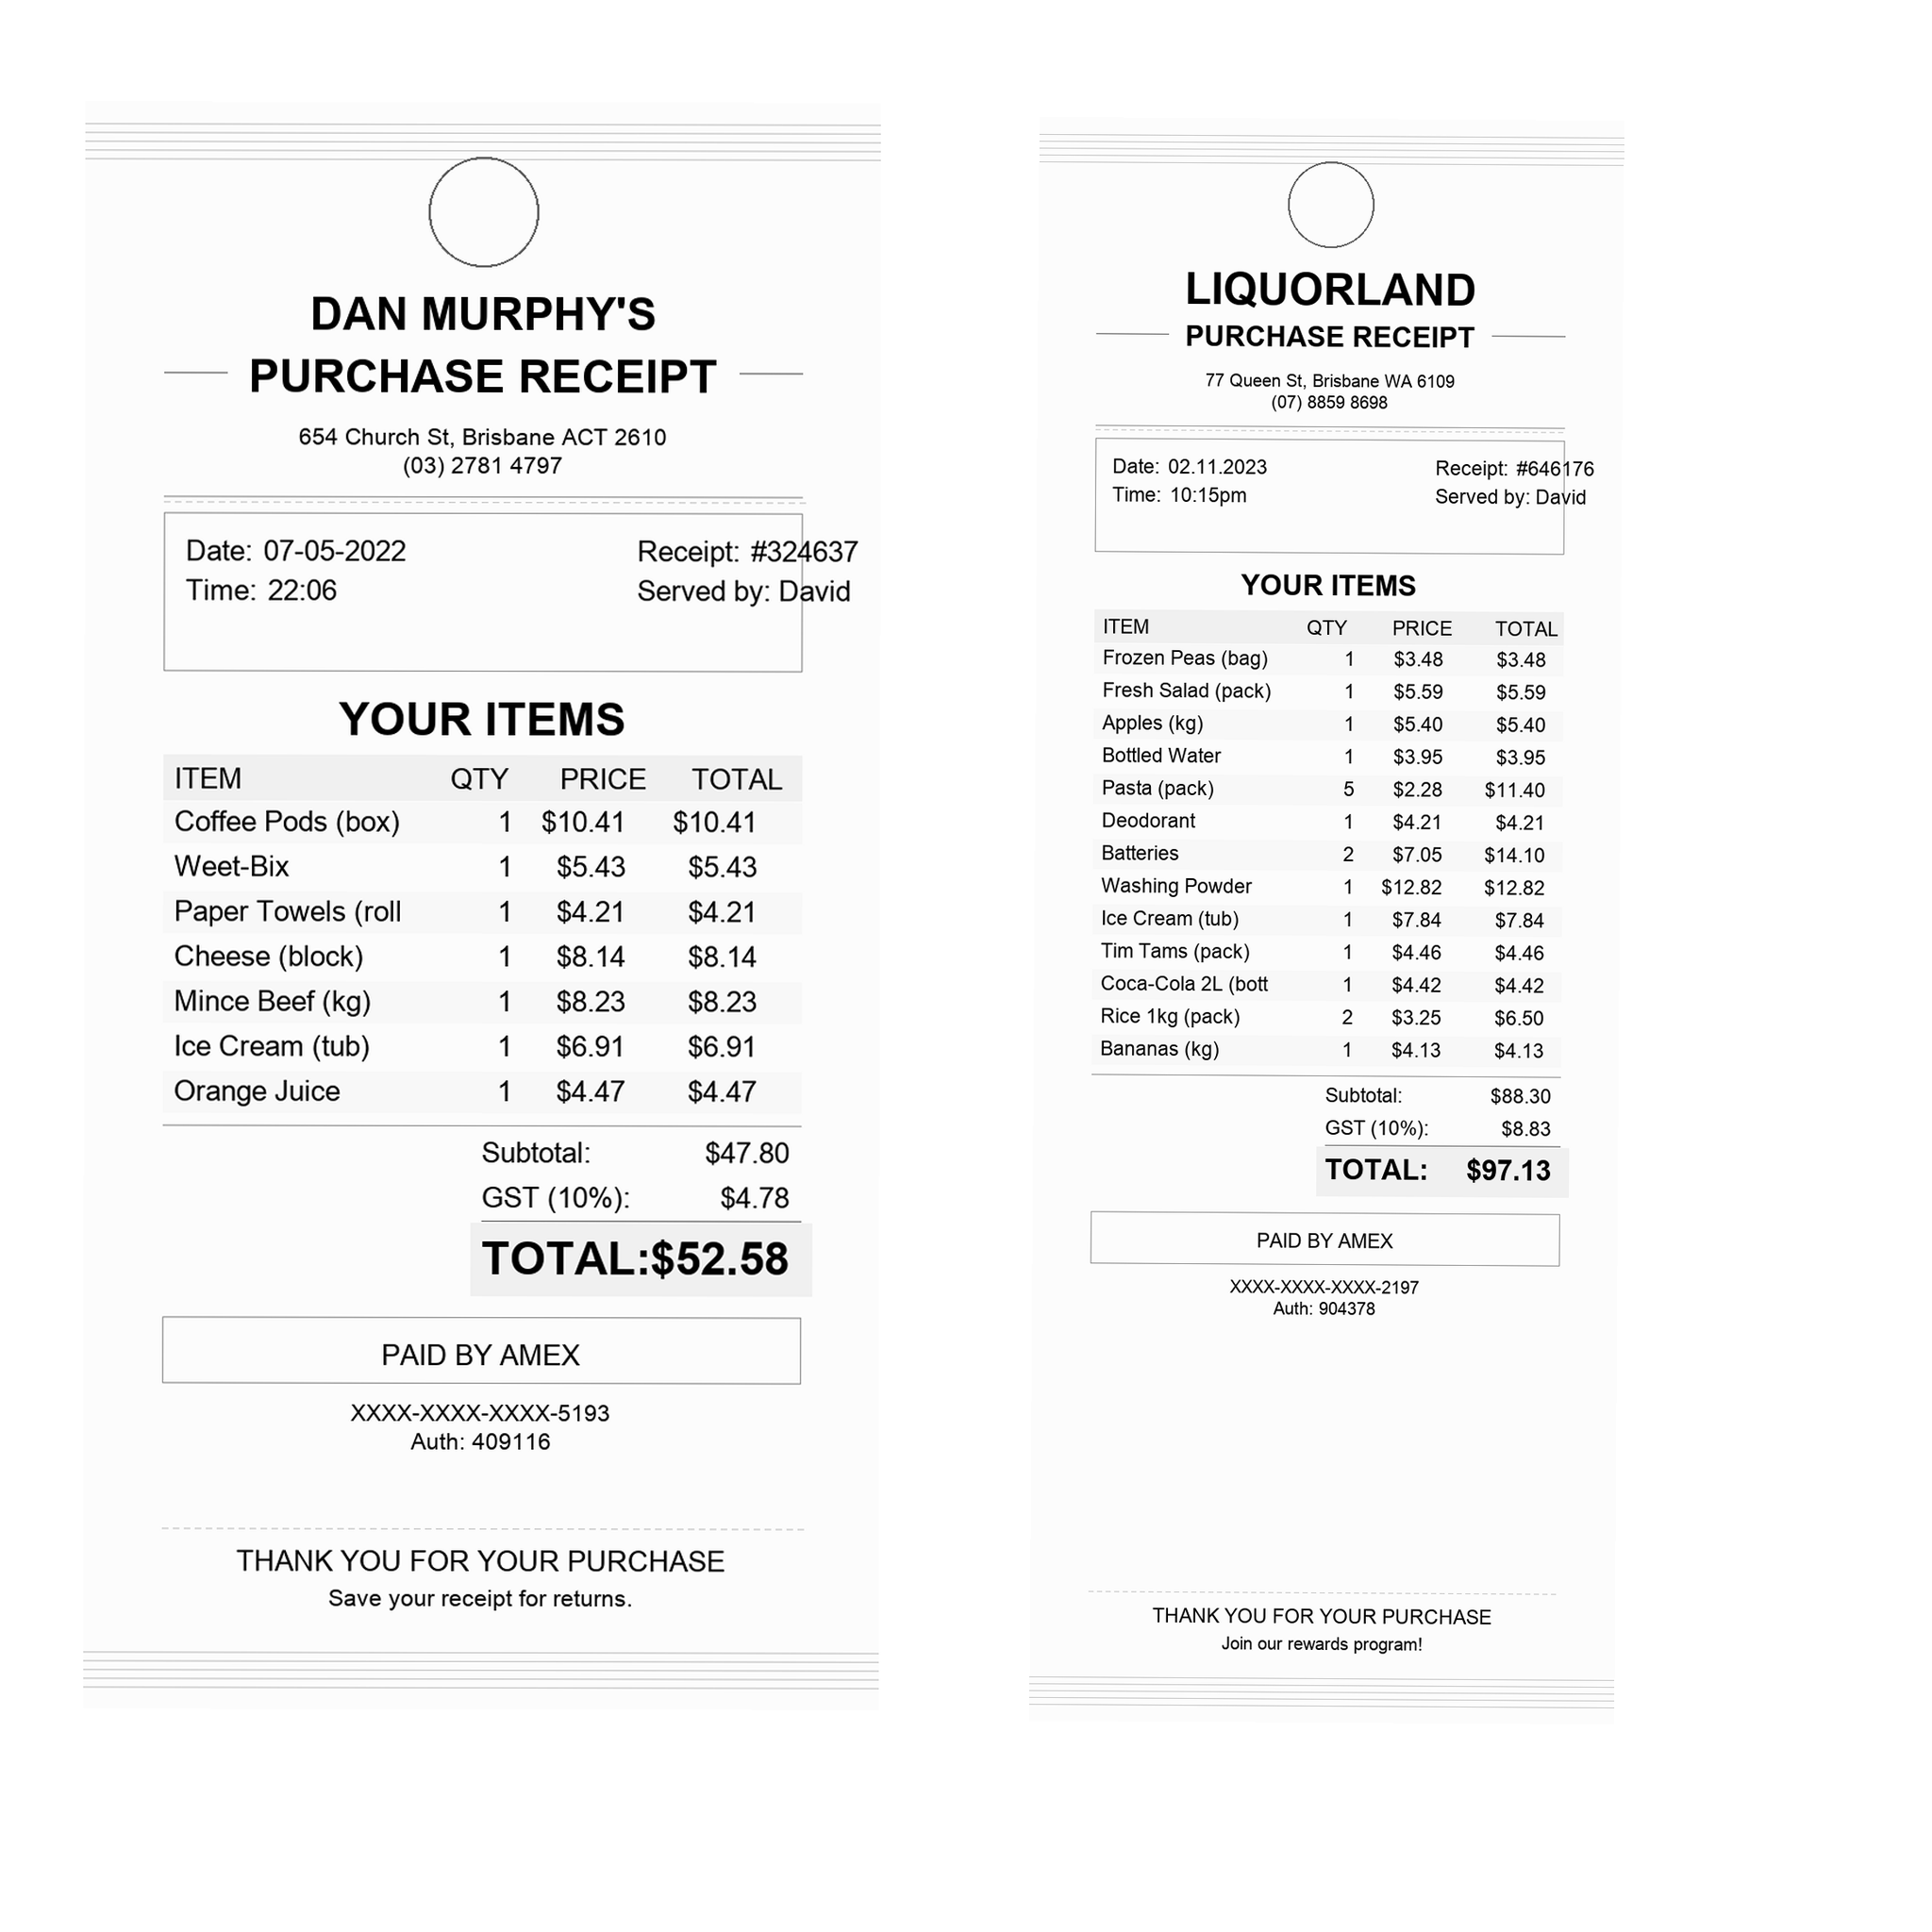 DAN MURPHY'S
PURCHASE RECEIPT
654 Church St, Brisbane ACT 2610
(03) 2781 4797
Date: 07-05-2022 Receipt: #324637
Time: 22:06 Served by: David
YOUR ITEMS
ITEM QTY PRICE TOTAL
Coffee Pods (box) 1 $10.41 $10.41
Weet-Bix 1 $5.43 $5.43
Paper Towels (roll 1 $4.21 $4.21
Cheese (block) 1 $8.14 $8.14
Mince Beef (kg) 1 $8.23 $8.23
Ice Cream (tub) 1 $6.91 $6.91
Orange Juice 1 $4.47 $4.47
Subtotal: $47.80
GST (10%): $4.78
TOTAL:$52.58
PAID BY AMEX
XXXX-XXXX-XXXX-5193
Auth: 409116
THANK YOU FOR YOUR PURCHASE
Save your receipt for returns.
LIQUORLAND
PURCHASE RECEIPT
77 Queen St, Brisbane WA 6109
(07) 8859 8698
Date: 02.11.2023 Receipt: #646176
Time: 10:15pm Served by: David
YOUR ITEMS
ITEM QTY PRICE TOTAL
Frozen Peas (bag) 1 $3.48 $3.48
Fresh Salad (pack) 1 $5.59 $5.59
Apples (kg) 1 $5.40 $5.40
Bottled Water 1 $3.95 $3.95
Pasta (pack) 5 $2.28 $11.40
Deodorant 1 $4.21 $4.21
Batteries 2 $7.05 $14.10
Washing Powder 1 $12.82 $12.82
Ice Cream (tub) 1 $7.84 $7.84
Tim Tams (pack) 1 $4.46 $4.46
Coca-Cola 2L (bott 1 $4.42 $4.42
Rice 1kg (pack) 2 $3.25 $6.50
Bananas (kg) 1 $4.13 $4.13
Subtotal: $88.30
GST (10%): $8.83
TOTAL: $97.13
PAID BY AMEX
XXXX-XXXX-XXXX-2197
Auth: 904378
THANK YOU FOR YOUR PURCHASE
Join our rewards program!